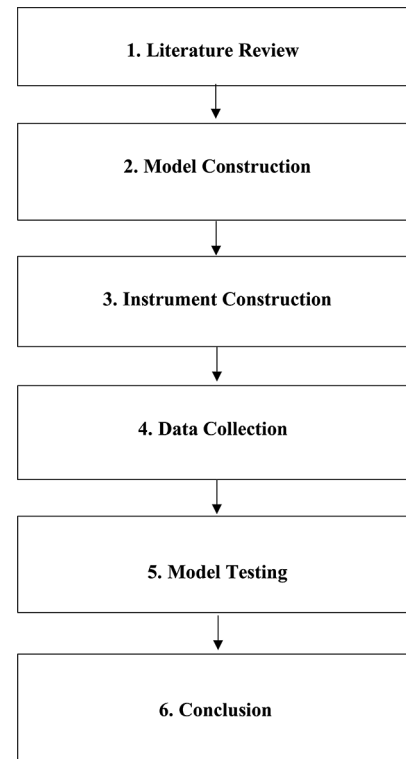 1. Literature Review
2. Model Construction
3. Instrument Construction
4. Data Collection
5. Model Testing
6. Conclusion